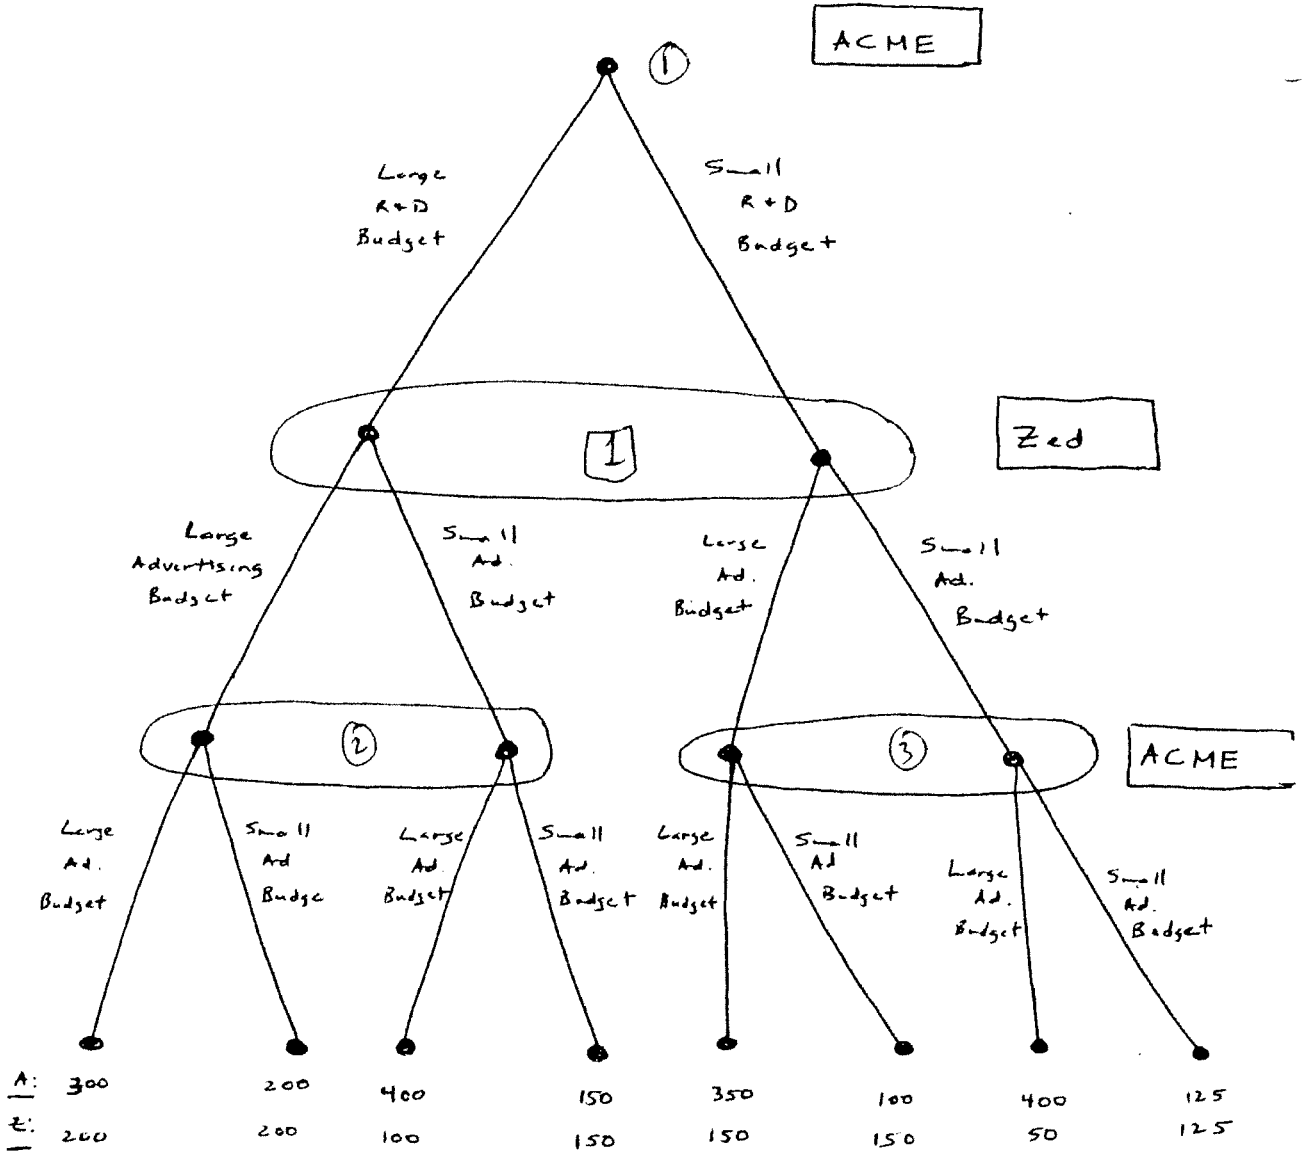 1
ACME
Large
R+D
Budget
Small
R+D
Budget
1
Zed
Large
Advertising
Budget
Small
Ad.
Budget
Large
Ad.
Budget
Small
Ad.
Budget
2
3
ACME
Large
Ad.
Budget
Small
Ad
Budge
Large
Ad.
Budget
Small
Ad.
Budget
Large
Ad.
Budget
Small
Ad
Budget
Large
Ad.
Budget
Small
Ad.
Budget
A: 300 200 400 150 350 100 400 125
Z: 200 200 100 150 150 150 50 125